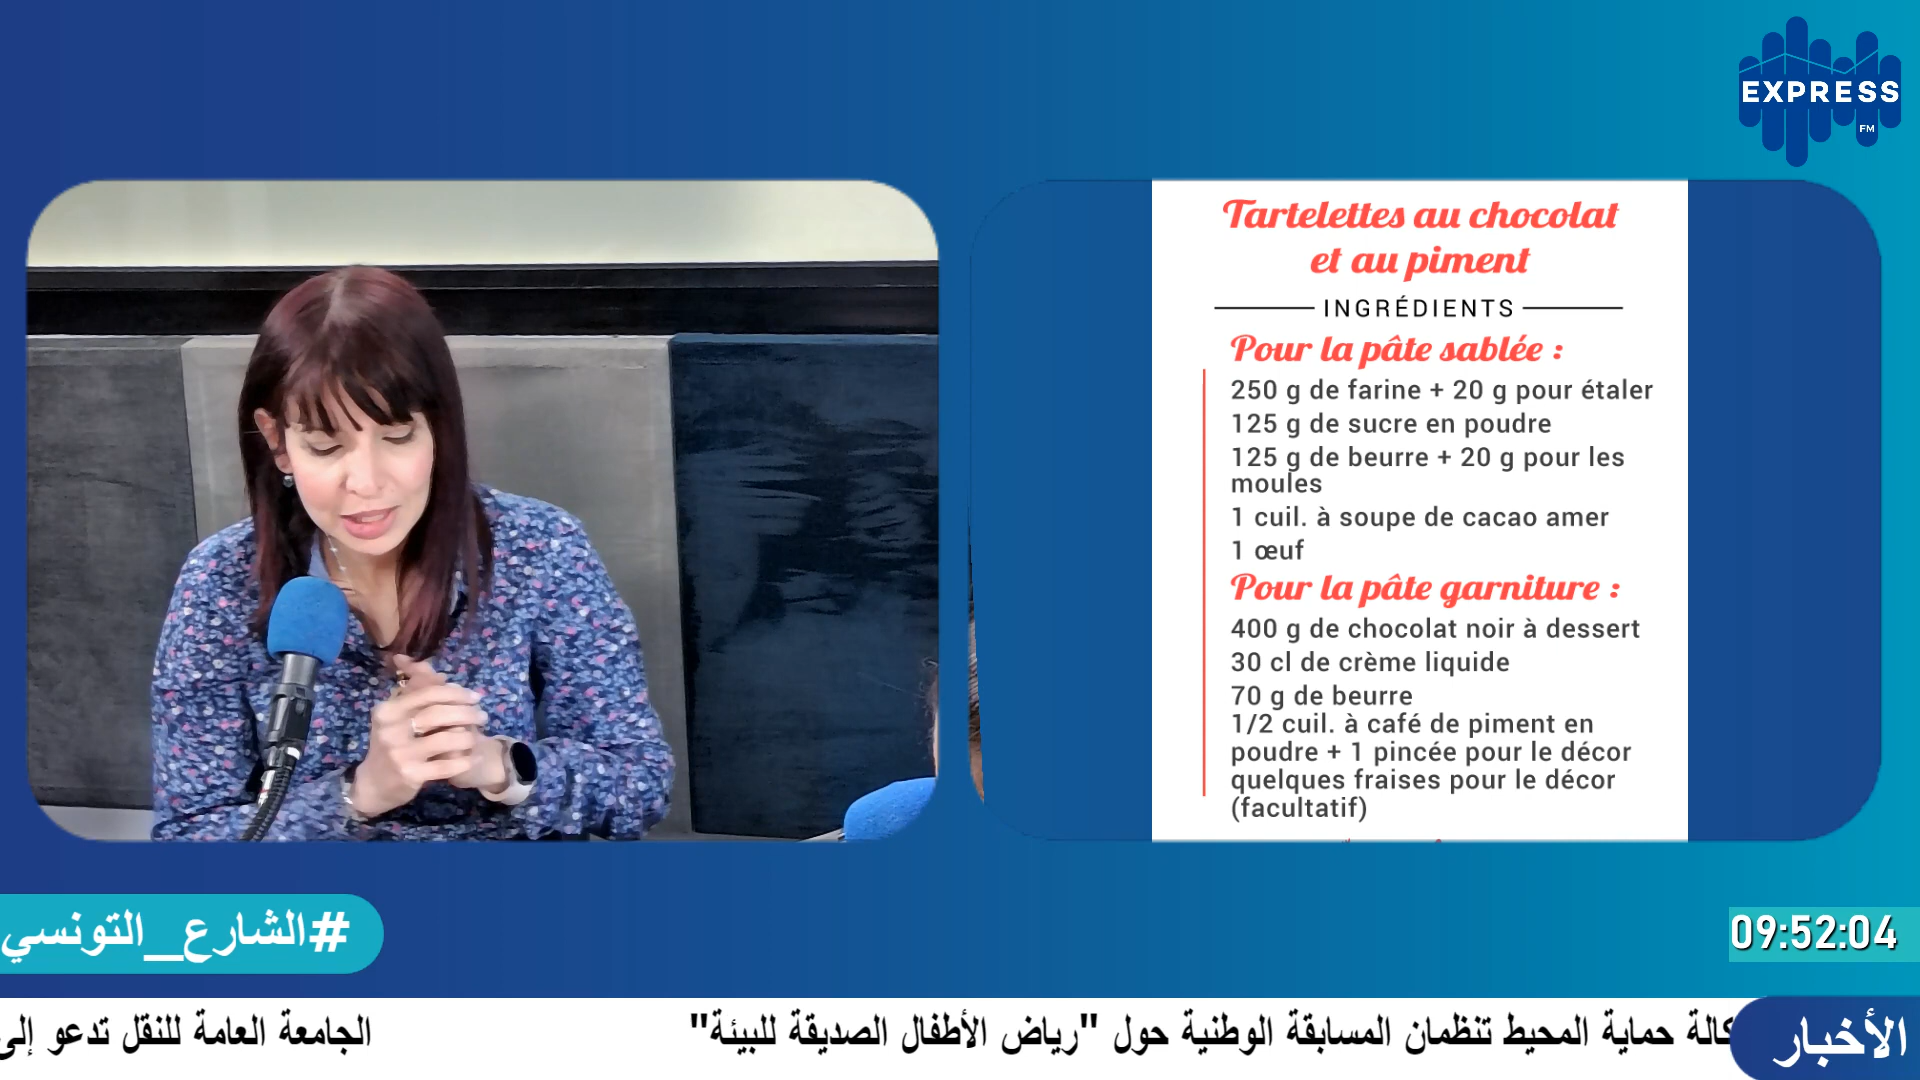 EXPRESS
FM
Tartelettes au chocolat
et au piment
INGRÉDIENTS
Pour la pâte sablée :
250 g de farine + 20 g pour étaler
125 g de sucre en poudre
125 g de beurre + 20 g pour les
moules
1 cuil. à soupe de cacao amer
1 œuf
Pour la pâte garniture :
400 g de chocolat noir à dessert
30 cl de crème liquide
70 g de beurre
1/2 cuil. à café de piment en
poudre + 1 pincée pour le décor
quelques fraises pour le décor
(facultatif)
#الشارع_التونسي
09:52:04
الأخبار
حماية المحيط تنظمان المسابقة الوطنية حول "رياض الأطفال الصديقة للبيئة" الجامعة العامة للنقل تدعو إلى